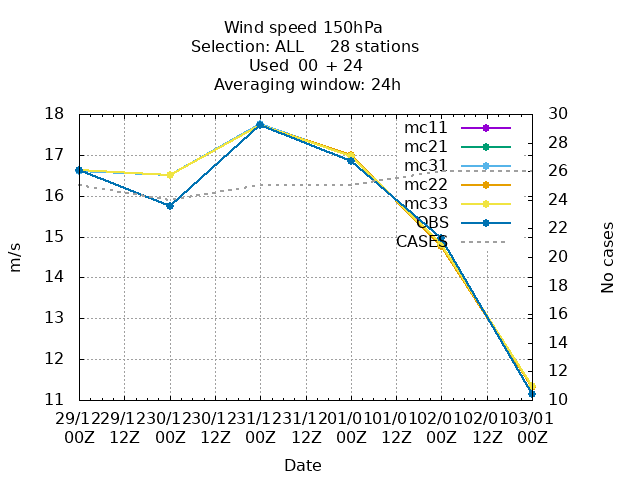 Wind speed 150hPa
Selection: ALL 28 stations
Used 00 + 24
Averaging window: 24h
18
17
16
15
14
13
12
11
m/s
30
28
26
24
22
20
18
16
14
12
10
No cases
mc11
mc21
mc31
mc22
mc33
OBS
CASES
29/12 29/12 30/12 30/12 31/12 31/12 01/01 01/01 02/01 02/01 03/01
00Z 12Z 00Z 12Z 00Z 12Z 00Z 12Z 00Z 12Z 00Z
Date